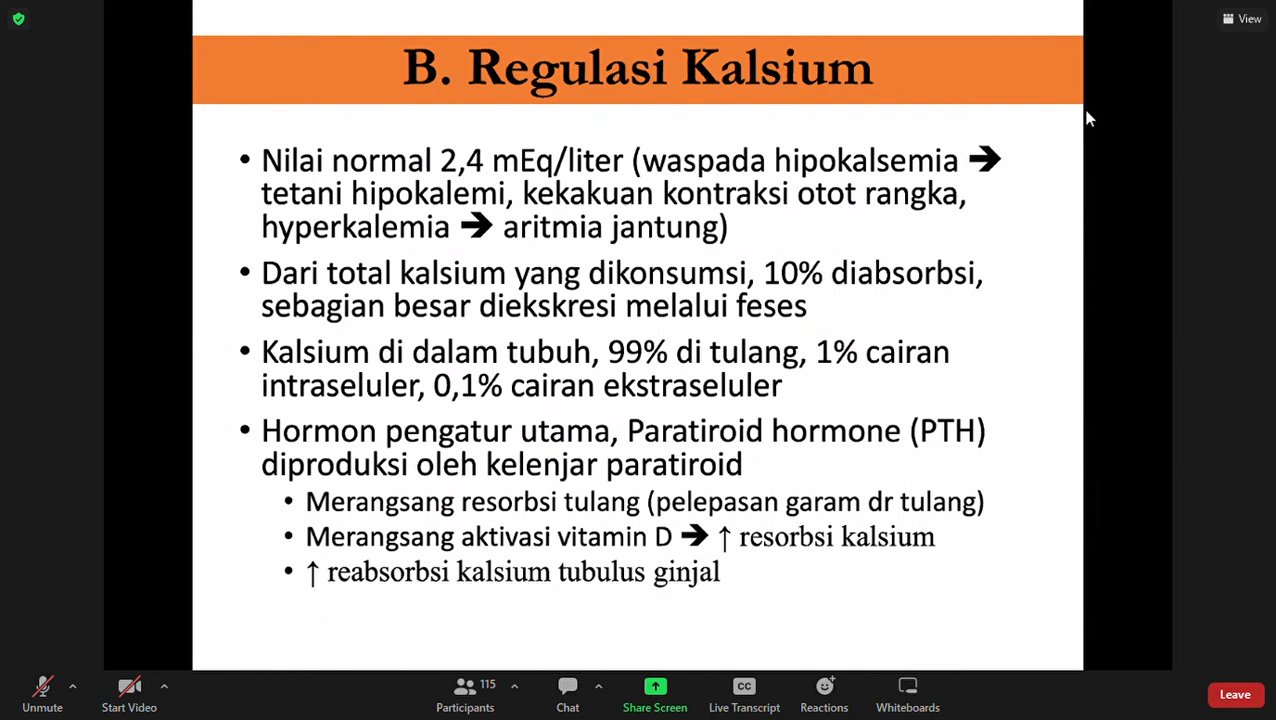 View
B. Regulasi Kalsium
• Nilai normal 2,4 mEq/liter (waspada hipokalsemia ➔
tetani hipokalemi, kekakuan kontraksi otot rangka,
hyperkalemia ➔ aritmia jantung)
• Dari total kalsium yang dikonsumsi, 10% diabsorbsi,
sebagian besar diekskresi melalui feses
• Kalsium di dalam tubuh, 99% di tulang, 1% cairan
intraseluler, 0,1% cairan ekstraseluler
• Hormon pengatur utama, Paratiroid hormone (PTH)
diproduksi oleh kelenjar paratiroid
• Merangsang resorbsi tulang (pelepasan garam dr tulang)
• Merangsang aktivasi vitamin D ➔ ↑ resorbsi kalsium
• ↑ reabsorbsi kalsium tubulus ginjal
Unmute
Start Video
115
Participants
Chat
Share Screen
CC
Live Transcript
Reactions
Whiteboards
Leave